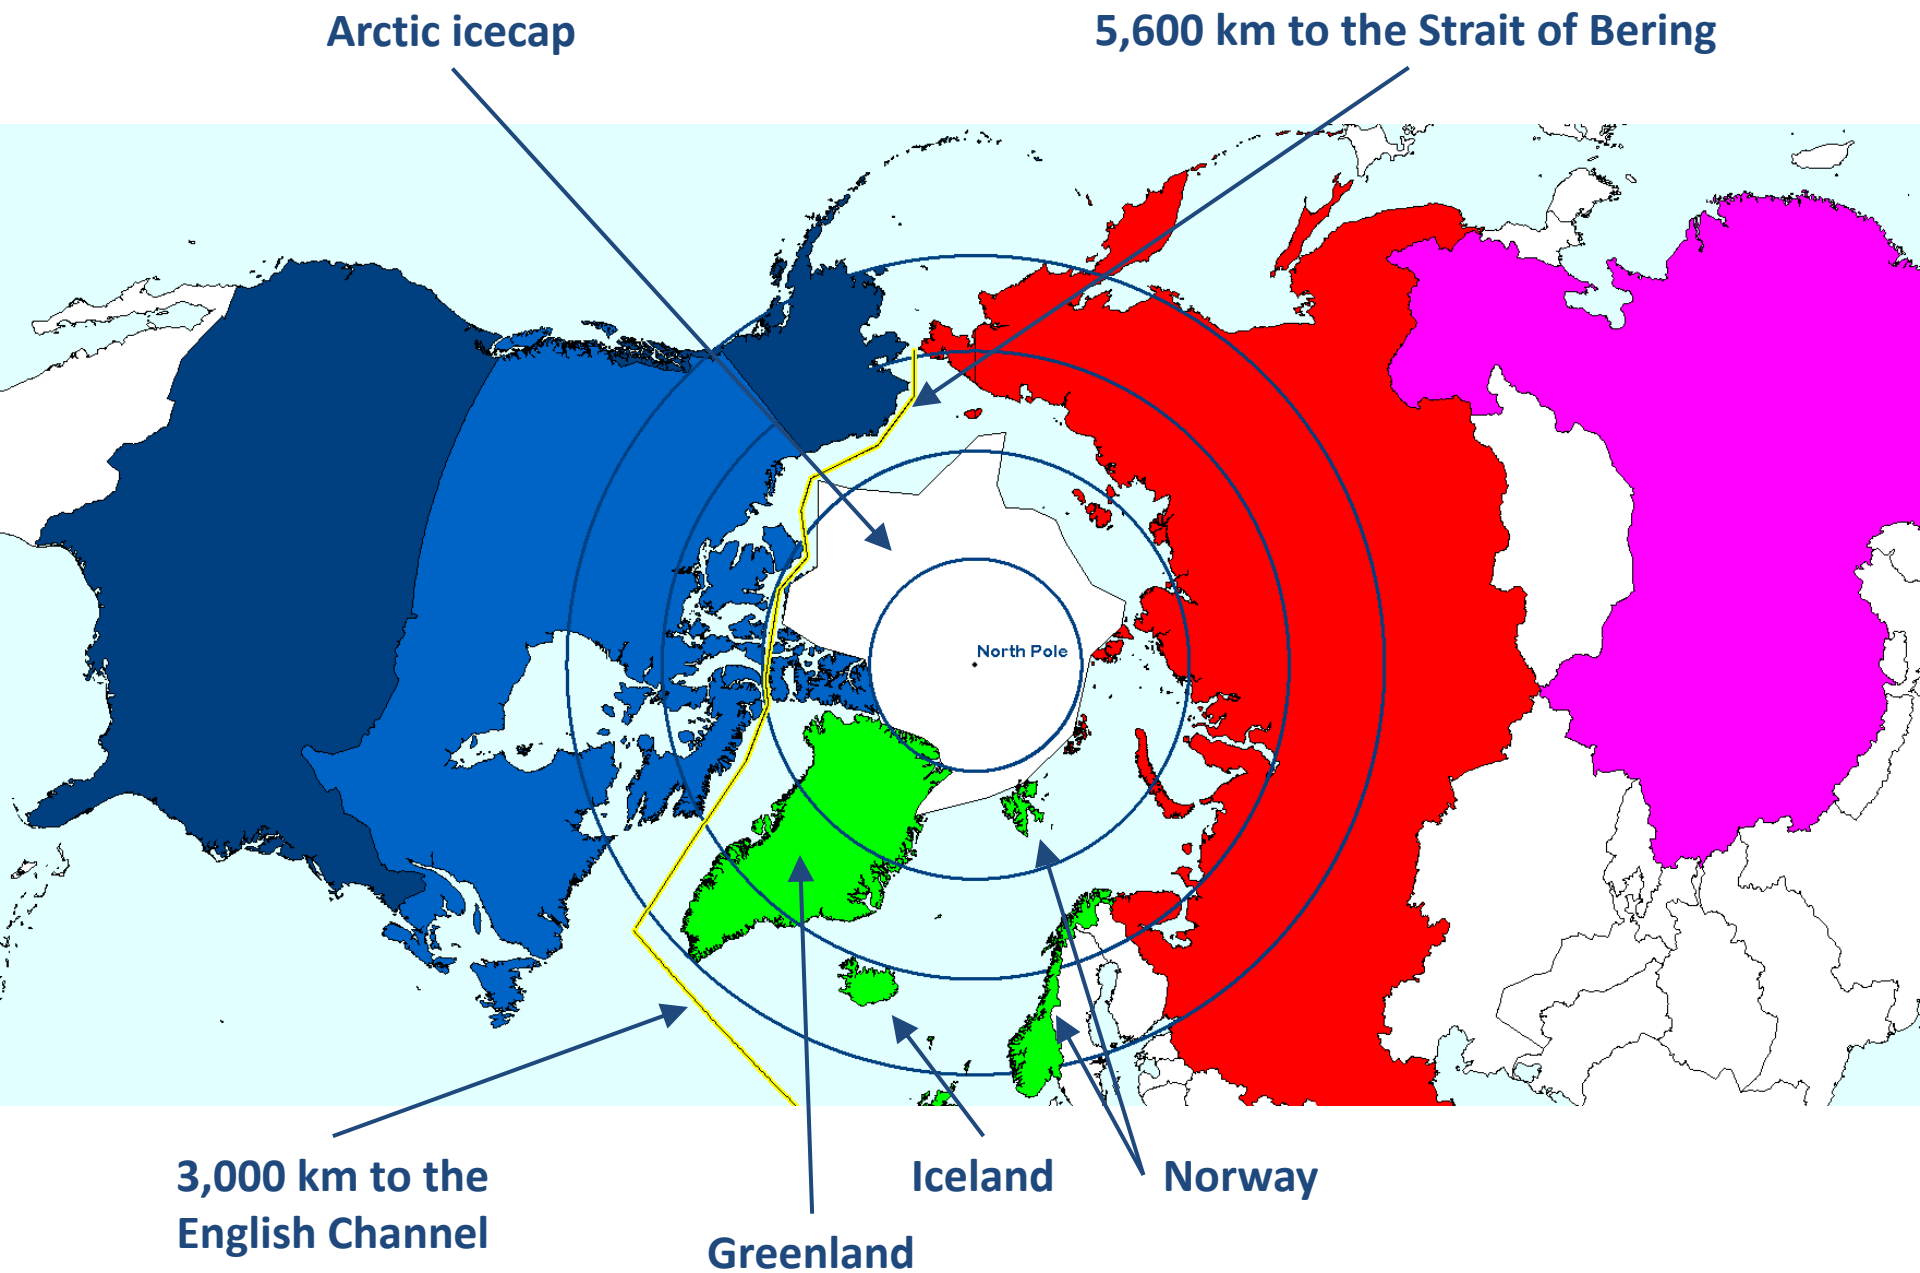 Arctic icecap
5,600 km to the Strait of Bering
North Pole
3,000 km to the
English Channel
Iceland
Norway
Greenland